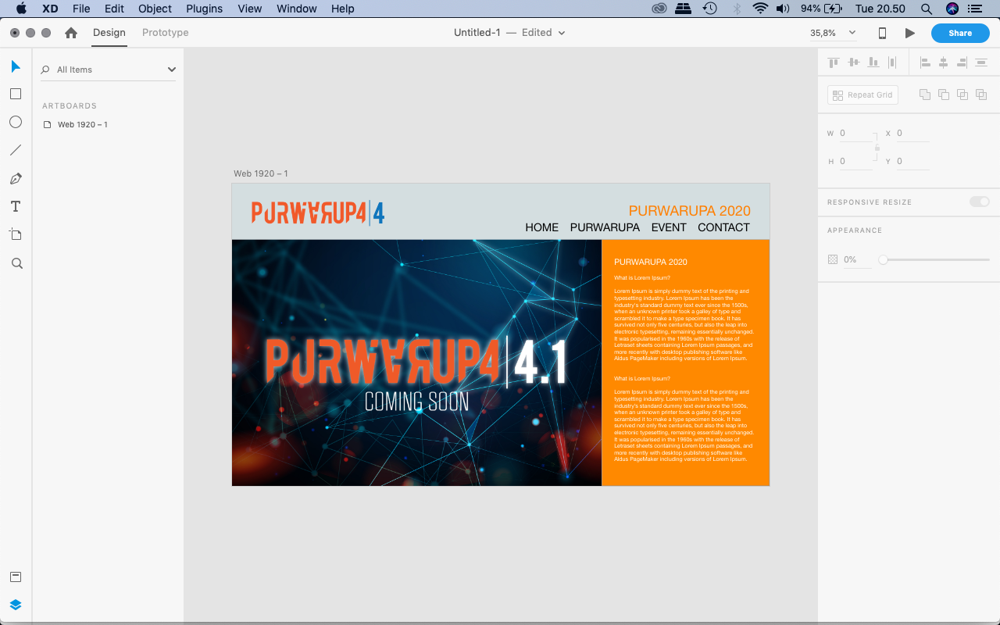 XD File Edit Object Plugins View Window Help 94% Tue 20.50
Design Prototype Untitled-1 — Edited 35,8% Share
All Items
ARTBOARDS
Web 1920 – 1
Web 1920 – 1
PURWARUP4|4
PURWARUPA 2020
HOME PURWARUPA EVENT CONTACT
PURWARUP4|4.1
COMING SOON
PURWARUPA 2020
What is Lorem Ipsum?
Lorem Ipsum is simply dummy text of the printing and
typesetting industry. Lorem Ipsum has been the
industry's standard dummy text ever since the 1500s,
when an unknown printer took a galley of type and
scrambled it to make a type specimen book. It has
survived not only five centuries, but also the leap into
electronic typesetting, remaining essentially unchanged.
It was popularised in the 1960s with the release of
Letraset sheets containing Lorem Ipsum passages, and
more recently with desktop publishing software like
Aldus PageMaker including versions of Lorem Ipsum.
What is Lorem Ipsum?
Lorem Ipsum is simply dummy text of the printing and
typesetting industry. Lorem Ipsum has been the
industry's standard dummy text ever since the 1500s,
when an unknown printer took a galley of type and
scrambled it to make a type specimen book. It has
survived not only five centuries, but also the leap into
electronic typesetting, remaining essentially unchanged.
It was popularised in the 1960s with the release of
Letraset sheets containing Lorem Ipsum passages, and
more recently with desktop publishing software like
Aldus PageMaker including versions of Lorem Ipsum.
Repeat Grid
W 0 X 0
H 0 Y 0
RESPONSIVE RESIZE
APPEARANCE
0%